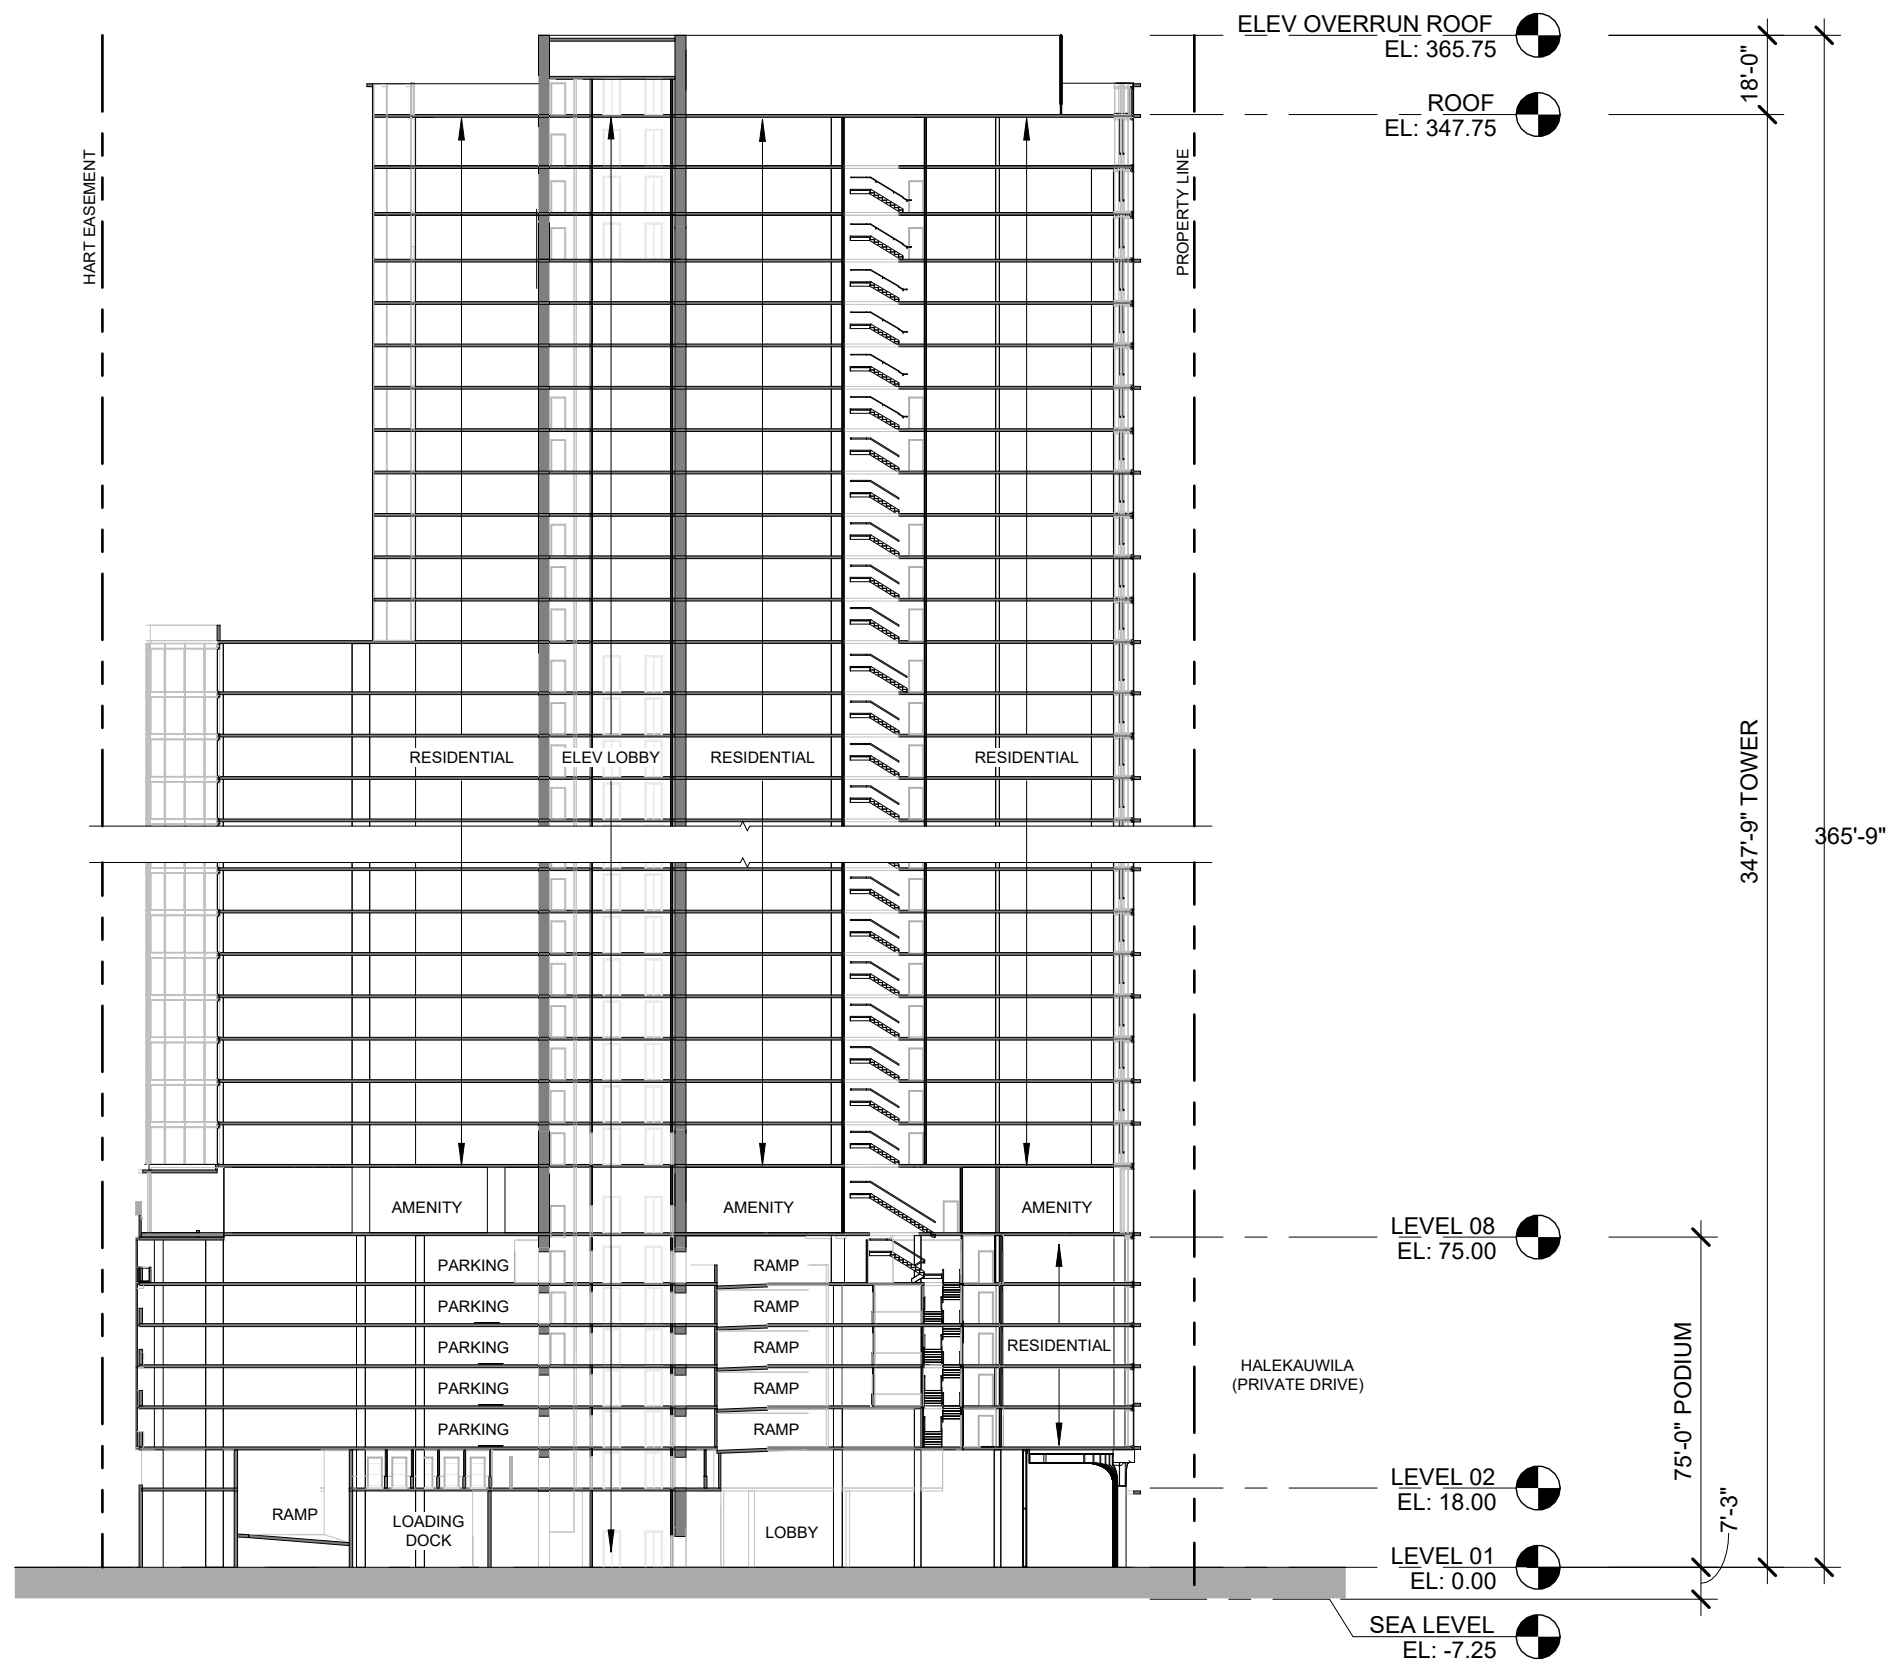 ELEV OVERRUN ROOF
EL: 365.75
18'-0"
ROOF
EL: 347.75
HART EASEMENT
PROPERTY LINE
RESIDENTIAL
ELEV LOBBY
RESIDENTIAL
RESIDENTIAL
347'-9" TOWER
365'-9"
AMENITY
AMENITY
AMENITY
LEVEL 08
EL: 75.00
PARKING
RAMP
PARKING
RAMP
PARKING
RAMP
RESIDENTIAL
PARKING
RAMP
PARKING
RAMP
HALEKAUWILA
(PRIVATE DRIVE)
75'-0" PODIUM
LEVEL 02
EL: 18.00
7'-3"
RAMP
LOADING
DOCK
LOBBY
LEVEL 01
EL: 0.00
SEA LEVEL
EL: -7.25